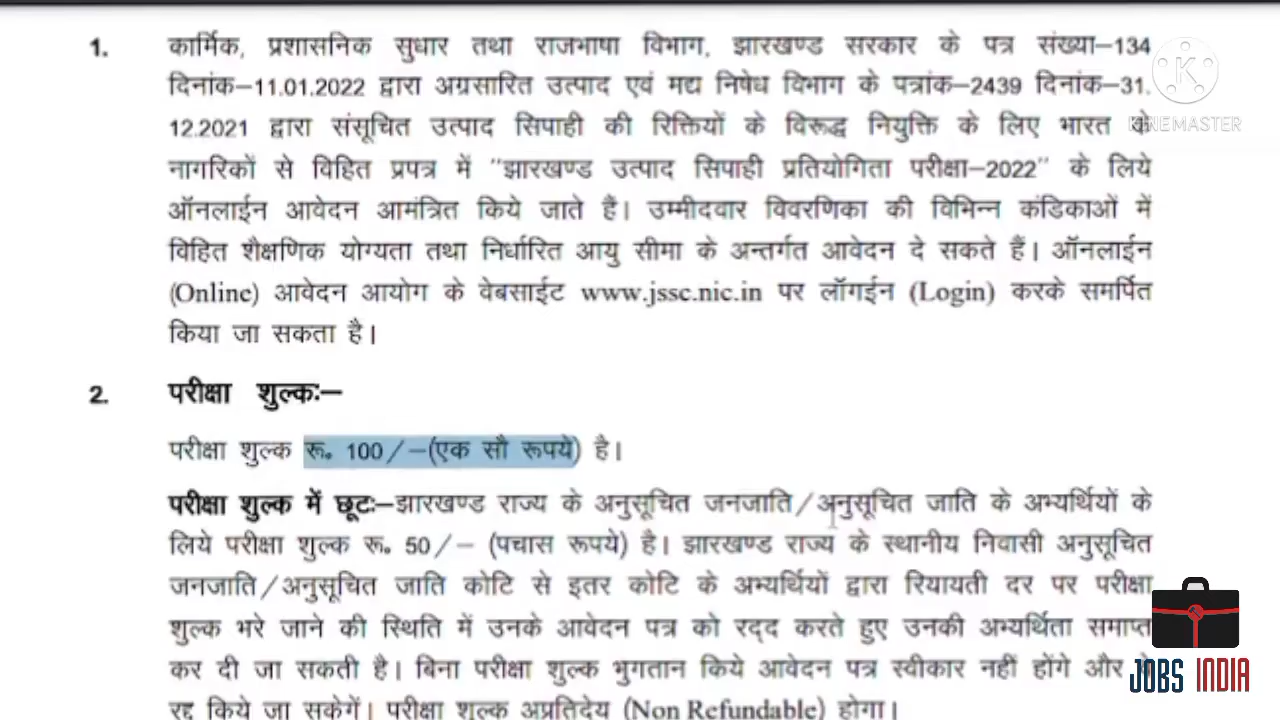 1. कार्मिक, प्रशासनिक सुधार तथा राजभाषा विभाग, झारखण्ड सरकार के पत्र संख्या–134
दिनांक–11.01.2022 द्वारा अग्रसारित उत्पाद एवं मद्य निषेध विभाग के पत्रांक–2439 दिनांक–31.
12.2021 द्वारा संसूचित उत्पाद सिपाही की रिक्तियों के विरूद्ध नियुक्ति के लिए भारत के
नागरिकों से विहित प्रपत्र में "झारखण्ड उत्पाद सिपाही प्रतियोगिता परीक्षा–2022" के लिये
ऑनलाईन आवेदन आमंत्रित किये जाते हैं। उम्मीदवार विवरणिका की विभिन्न कंडिकाओं में
विहित शैक्षणिक योग्यता तथा निर्धारित आयु सीमा के अन्तर्गत आवेदन दे सकते हैं। ऑनलाईन
(Online) आवेदन आयोग के वेबसाईट www.jssc.nic.in पर लॉगईन (Login) करके समर्पित
किया जा सकता है।
2. परीक्षा शुल्कः–
परीक्षा शुल्क रू. 100/–(एक सौ रूपये) है।
परीक्षा शुल्क में छूटः–झारखण्ड राज्य के अनुसूचित जनजाति/अनुसूचित जाति के अभ्यर्थियों के
लिये परीक्षा शुल्क रू. 50/– (पचास रूपये) है। झारखण्ड राज्य के स्थानीय निवासी अनुसूचित
जनजाति/अनुसूचित जाति कोटि से इतर कोटि के अभ्यर्थियों द्वारा रियायती दर पर परीक्षा
शुल्क भरे जाने की स्थिति में उनके आवेदन पत्र को रद्द करते हुए उनकी अभ्यर्थिता समाप्त
कर दी जा सकती है। बिना परीक्षा शुल्क भुगतान किये आवेदन पत्र स्वीकार नहीं होंगे और
रद्द किये जा सकेगें। परीक्षा शुल्क अप्रतिदेय (Non Refundable) होगा।
K
KINEMASTER
JOBS INDIA